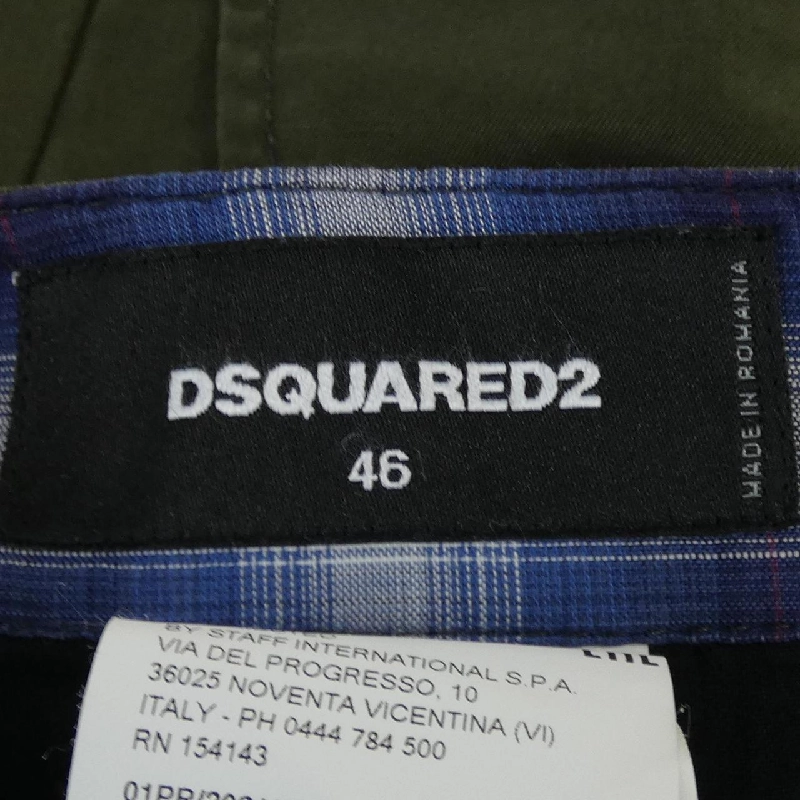 DSQUARED2
46
MADE IN ROMANIA
BY STAFF INTERNATIONAL S.P.A.
VIA DEL PROGRESSO, 10
36025 NOVENTA VICENTINA (VI)
ITALY - PH 0444 784 500
RN 154143